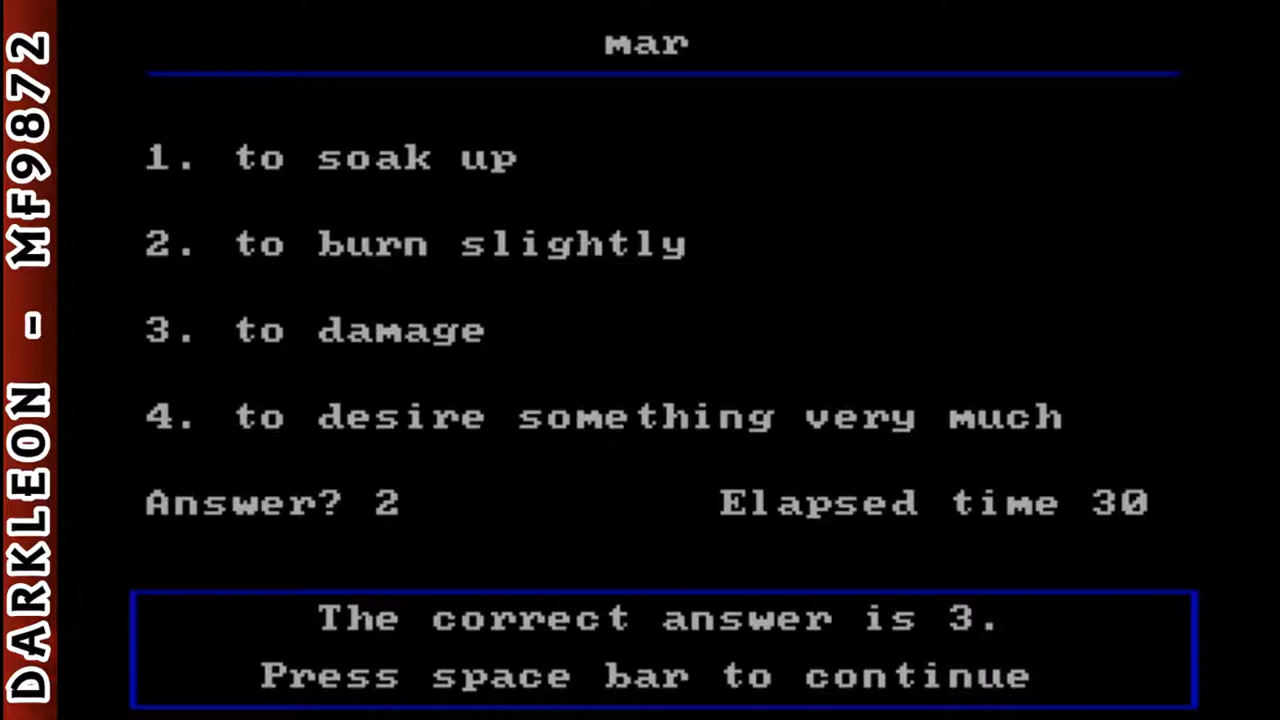 mar
1. to soak up
2. to burn slightly
3. to damage
4. to desire something very much
Answer? 2 Elapsed time 30
The correct answer is 3.
Press space bar to continue
DARKLEON - MF9872